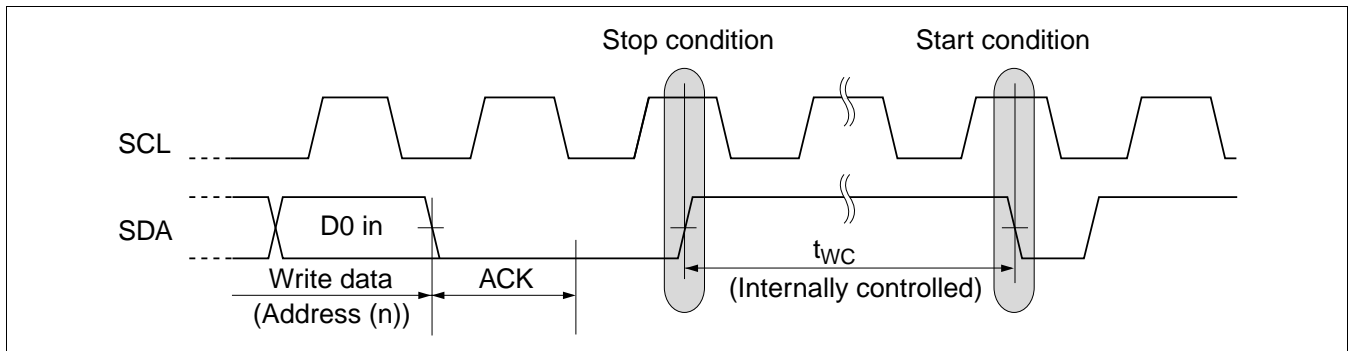 Stop condition
Start condition
SCL
SDA
D0 in
Write data
(Address (n))
ACK
tWC
(Internally controlled)